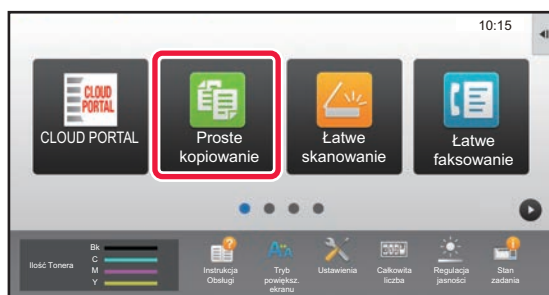 10:15
CLOUD
PORTAL
CLOUD PORTAL
Proste
kopiowanie
Łatwe
skanowanie
Łatwe
faksowanie
Ilość Tonera
Bk
C
M
Y
Instrukcja
Obsługi
Tryb
powiększ.
ekranu
Ustawienia
Całkowita
liczba
Regulacja
jasności
Stan
zadania